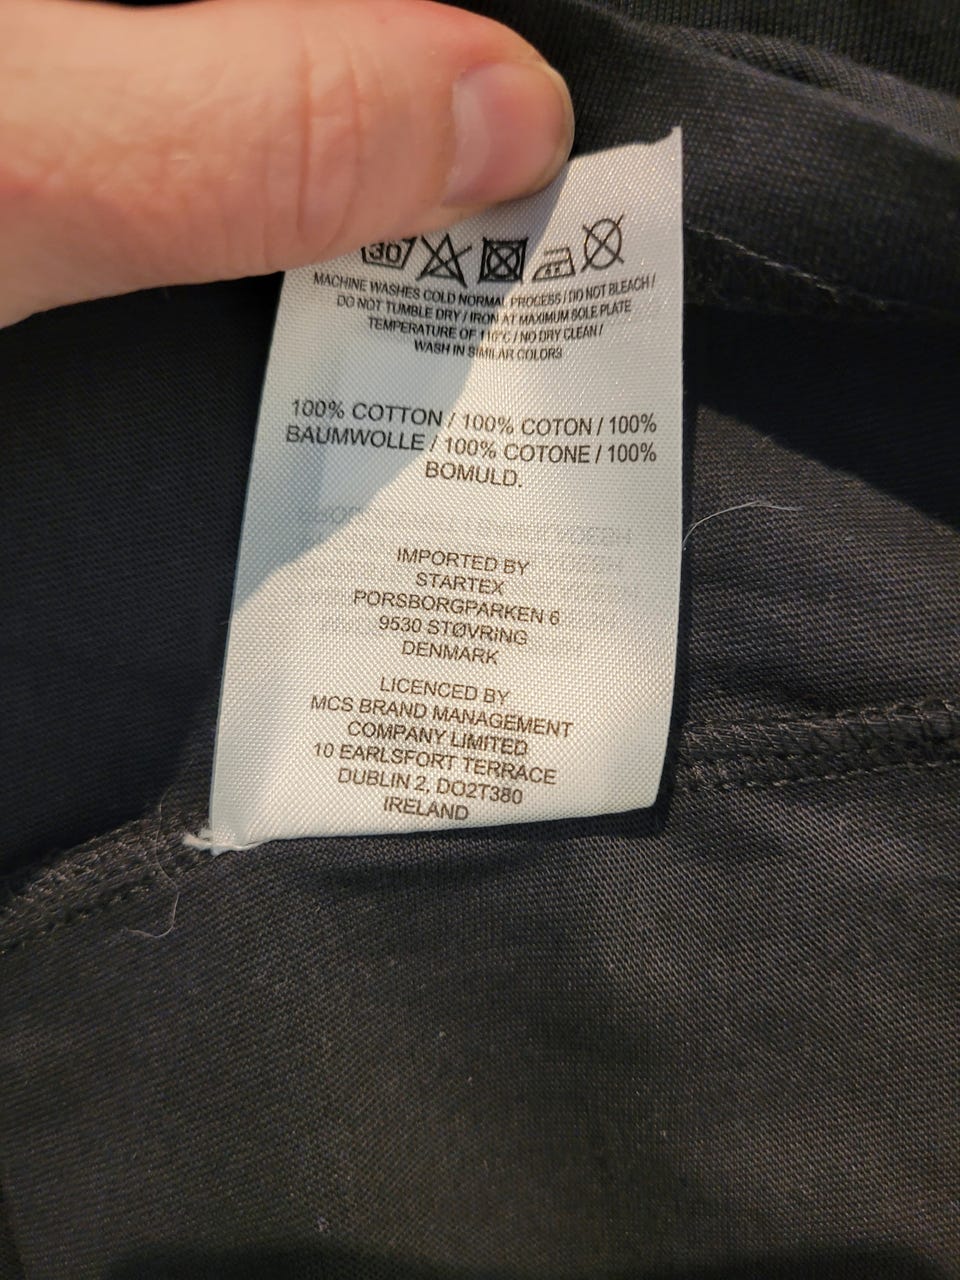 30
MACHINE WASHES COLD NORMAL PROCESS / DO NOT BLEACH /
DO NOT TUMBLE DRY / IRON AT MAXIMUM SOLE PLATE
TEMPERATURE OF 110°C / NO DRY CLEAN /
WASH IN SIMILAR COLORS
100% COTTON / 100% COTON / 100%
BAUMWOLLE / 100% COTONE / 100%
BOMULD.
IMPORTED BY
STARTEX
PORSBORGPARKEN 6
9530 STØVRING
DENMARK
LICENCED BY
MCS BRAND MANAGEMENT
COMPANY LIMITED
10 EARLSFORT TERRACE
DUBLIN 2, DO2T380
IRELAND